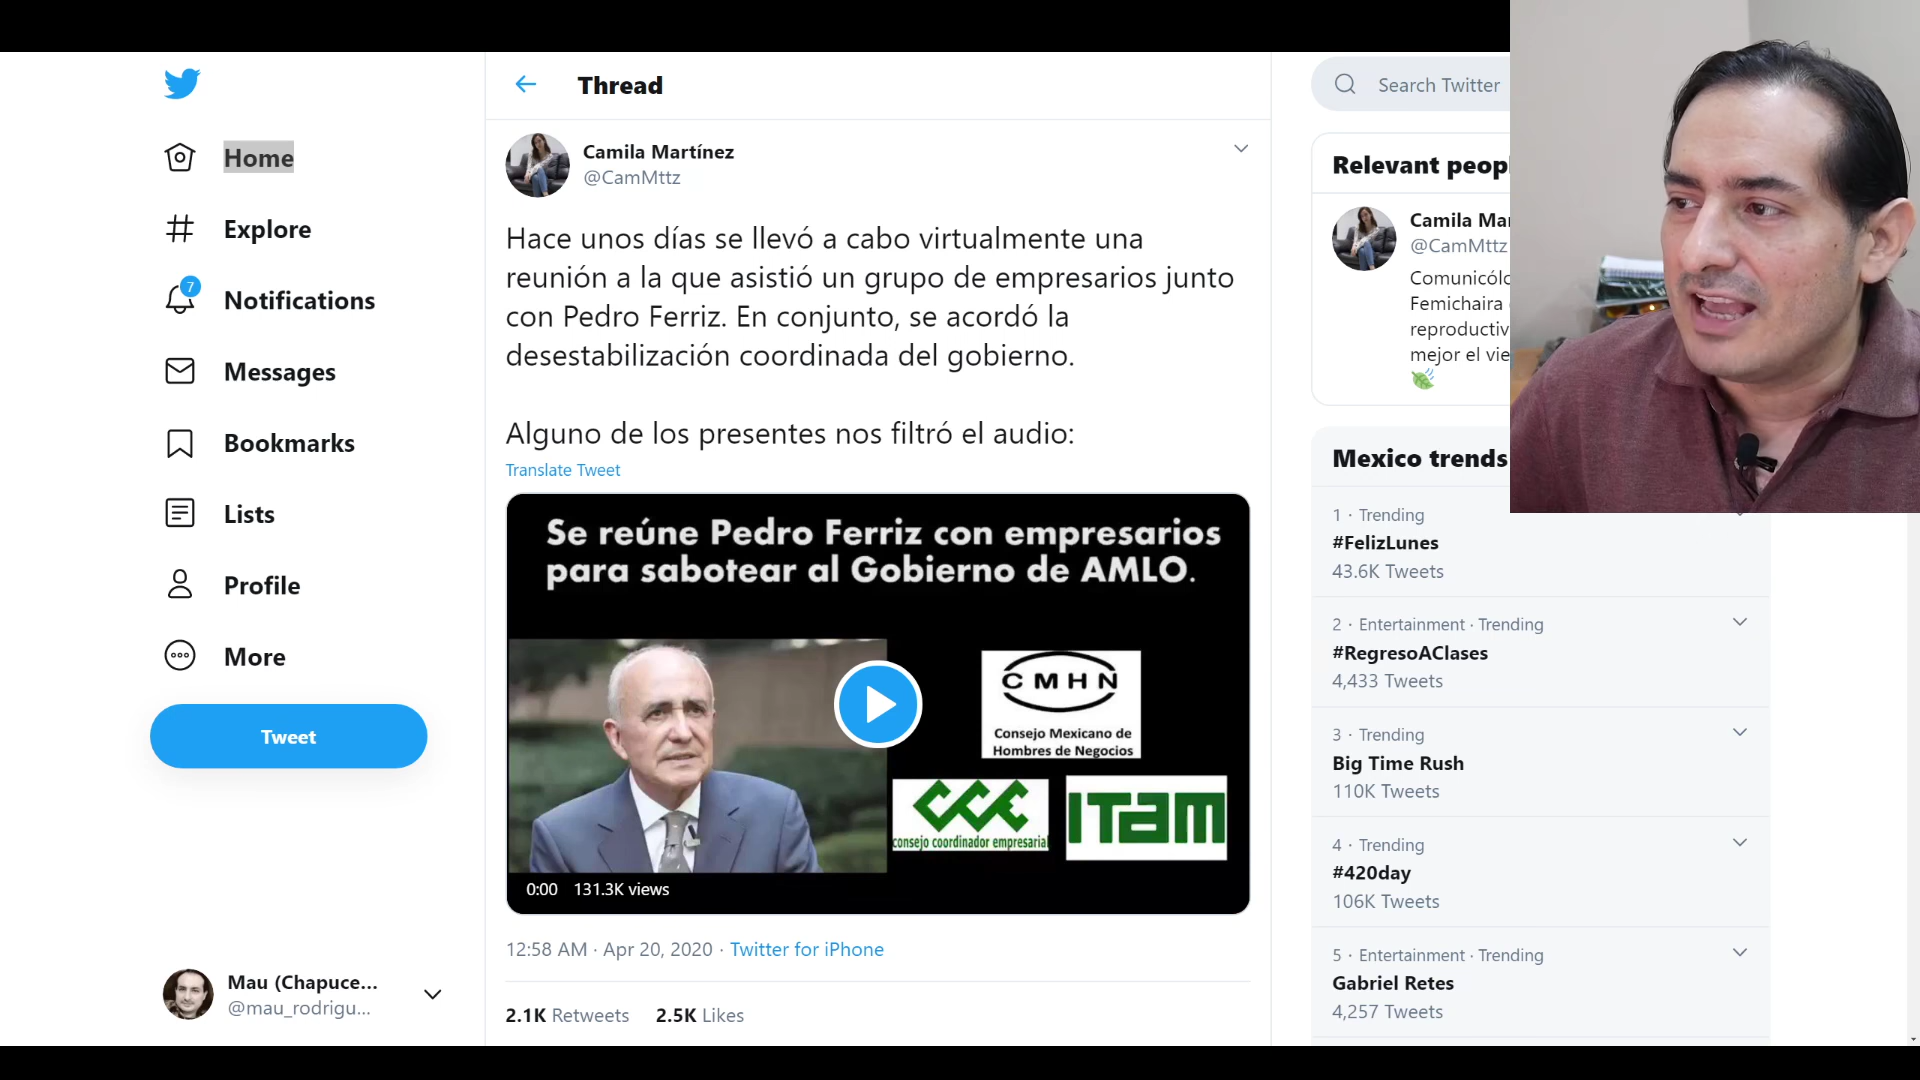 Home
Explore
7
Notifications
Messages
Bookmarks
Lists
Profile
More
Tweet
Mau (Chapuce...
@mau_rodrigu...
Thread
Camila Martínez
@CamMttz
Hace unos días se llevó a cabo virtualmente una
reunión a la que asistió un grupo de empresarios junto
con Pedro Ferriz. En conjunto, se acordó la
desestabilización coordinada del gobierno.
Alguno de los presentes nos filtró el audio:
Translate Tweet
Se reúne Pedro Ferriz con empresarios
para sabotear al Gobierno de AMLO.
CMHN
Consejo Mexicano de
Hombres de Negocios
CCE
consejo coordinador empresarial
ITAM
0:00 131.3K views
12:58 AM · Apr 20, 2020 · Twitter for iPhone
2.1K Retweets 2.5K Likes
Search Twitter
Relevant peop
Camila Mar
@CamMttz
Comunicólo
Femichaira
reproductiv
mejor el vie
Mexico trends
1 · Trending
#FelizLunes
43.6K Tweets
2 · Entertainment · Trending
#RegresoAClases
4,433 Tweets
3 · Trending
Big Time Rush
110K Tweets
4 · Trending
#420day
106K Tweets
5 · Entertainment · Trending
Gabriel Retes
4,257 Tweets